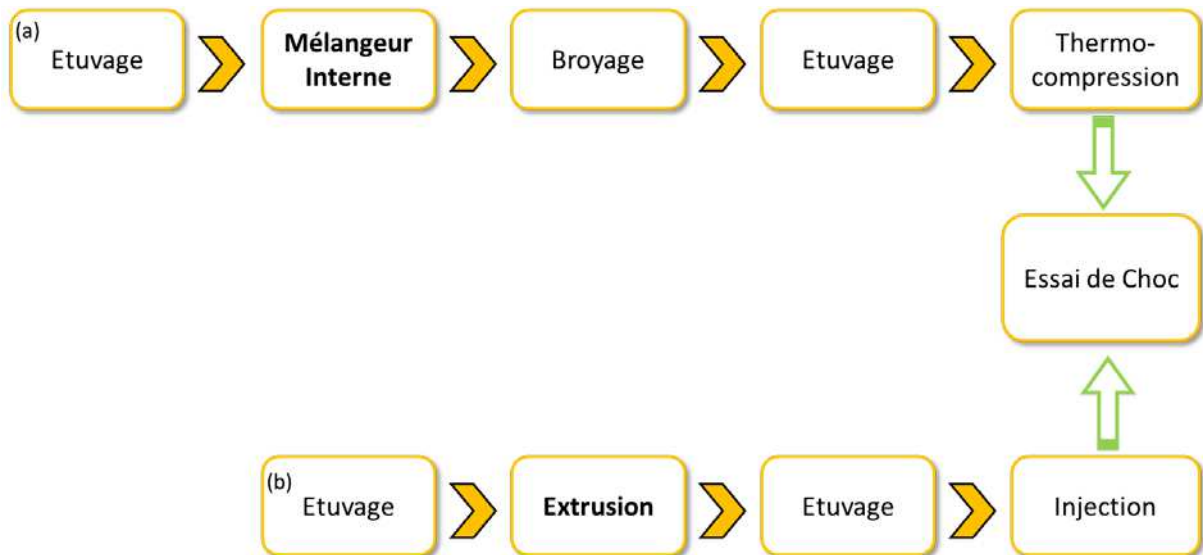 (a)
Etuvage
Mélangeur
Interne
Broyage
Etuvage
Thermo-
compression
Essai de Choc
(b)
Etuvage
Extrusion
Etuvage
Injection